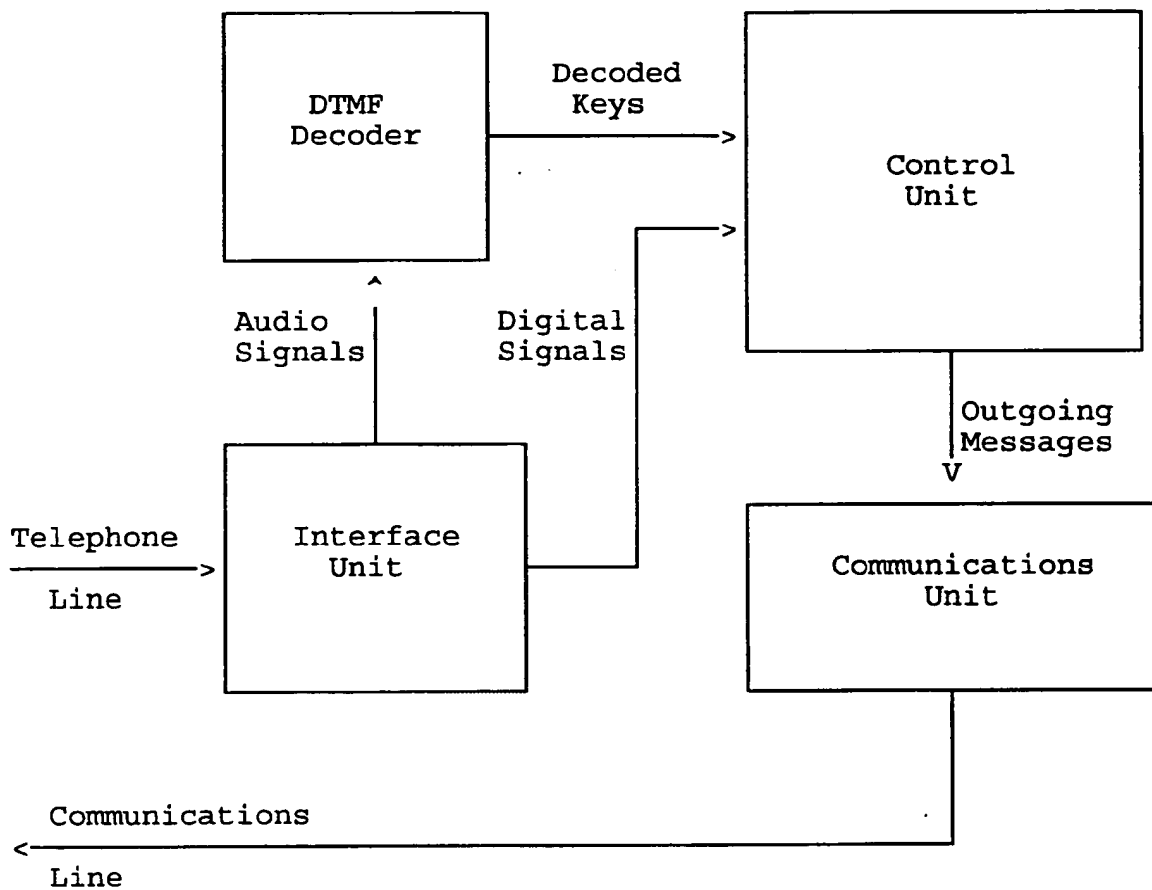 DTMF
Decoder
Decoded
Keys
Control
Unit
Audio
Signals
Digital
Signals
Outgoing
Messages
Telephone
Line
Interface
Unit
Communications
Unit
Communications
Line